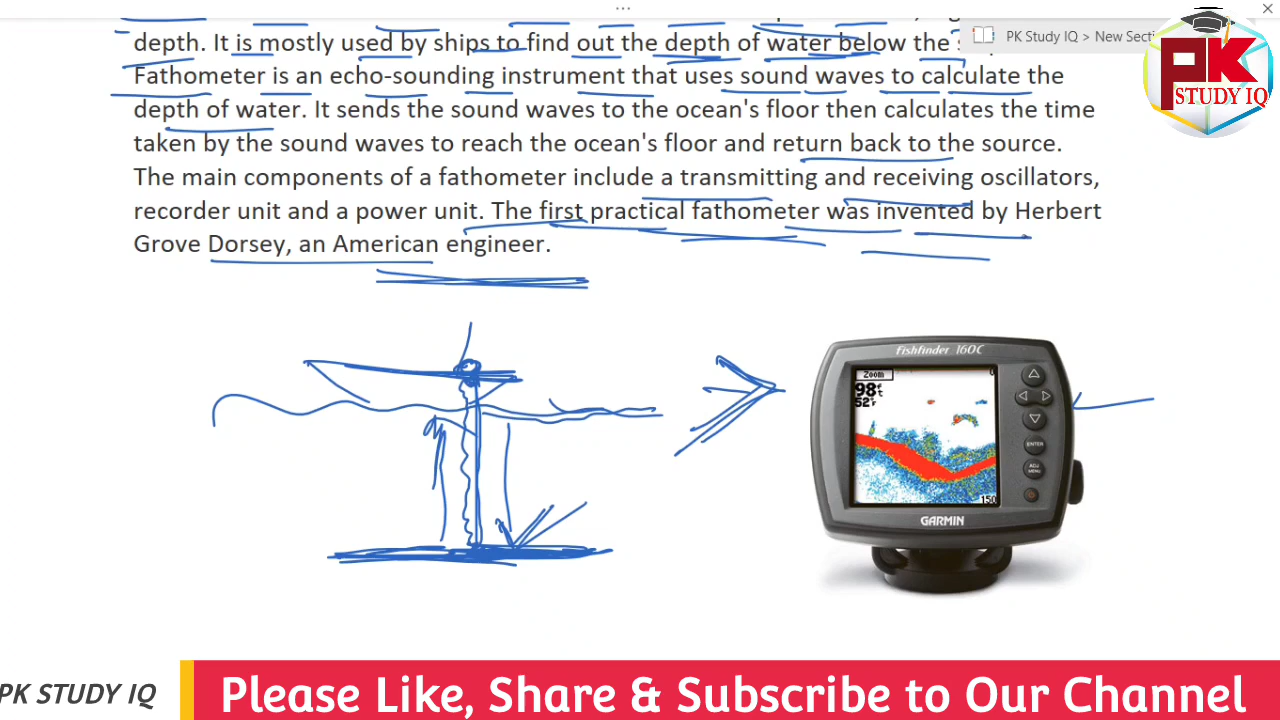 depth. It is mostly used by ships to find out the depth of water below the
Fathometer is an echo-sounding instrument that uses sound waves to calculate the
depth of water. It sends the sound waves to the ocean's floor then calculates the time
taken by the sound waves to reach the ocean's floor and return back to the source.
The main components of a fathometer include a transmitting and receiving oscillators,
recorder unit and a power unit. The first practical fathometer was invented by Herbert
Grove Dorsey, an American engineer.
PK Study IQ > New Secti
PK
STUDY IQ
fishfinder 160C
Zoom
0
98 ft
52°F
150
ENTER
ADJ
MENU
GARMIN
PK STUDY IQ
Please Like, Share & Subscribe to Our Channel